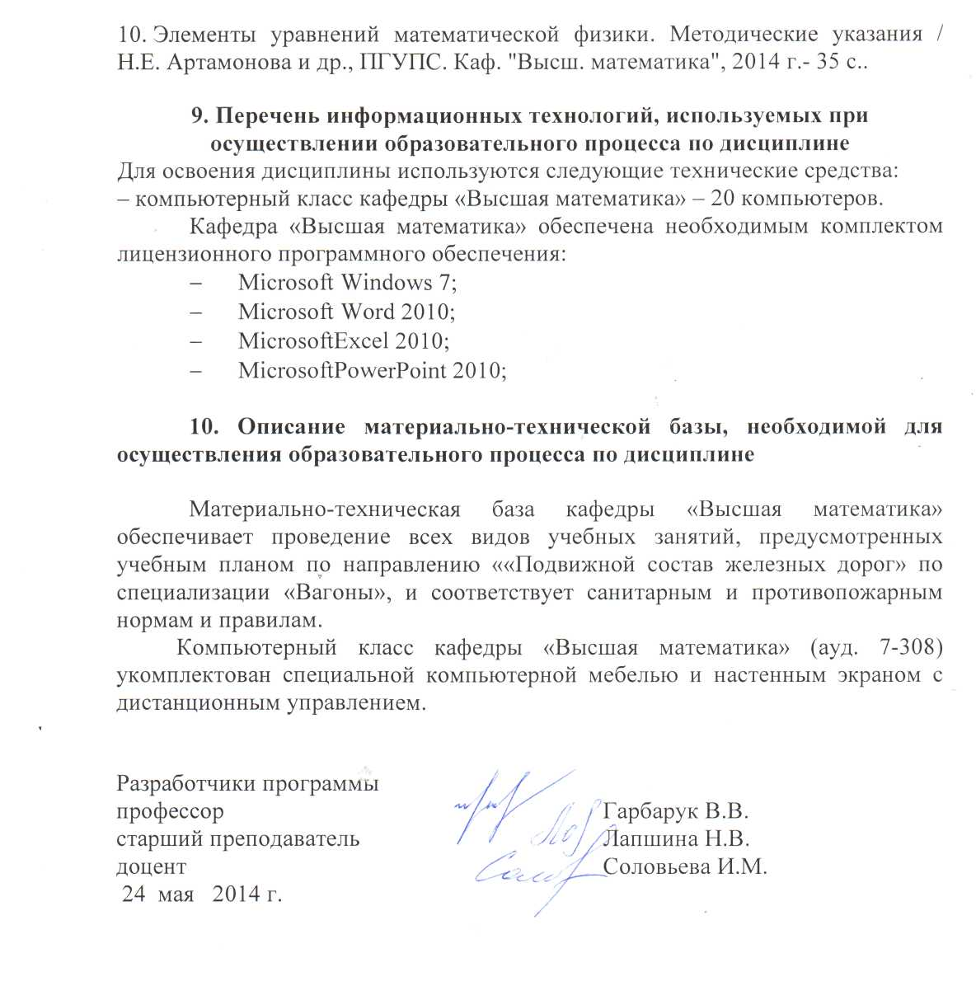 10. Элементы уравнений математической физики. Методические указания /
Н.Е. Артамонова и др., ПГУПС. Каф. "Высш. математика", 2014 г.- 35 с..
9. Перечень информационных технологий, используемых при
осуществлении образовательного процесса по дисциплине
Для освоения дисциплины используются следующие технические средства:
– компьютерный класс кафедры «Высшая математика» – 20 компьютеров.
Кафедра «Высшая математика» обеспечена необходимым комплектом
лицензионного программного обеспечения:
– Microsoft Windows 7;
– Microsoft Word 2010;
– MicrosoftExcel 2010;
– MicrosoftPowerPoint 2010;
10. Описание материально-технической базы, необходимой для
осуществления образовательного процесса по дисциплине
Материально-техническая база кафедры «Высшая математика»
обеспечивает проведение всех видов учебных занятий, предусмотренных
учебным планом по направлению ««Подвижной состав железных дорог» по
специализации «Вагоны», и соответствует санитарным и противопожарным
нормам и правилам.
Компьютерный класс кафедры «Высшая математика» (ауд. 7-308)
укомплектован специальной компьютерной мебелью и настенным экраном с
дистанционным управлением.
Разработчики программы
профессор Гарбарук В.В.
старший преподаватель Лапшина Н.В.
доцент Соловьева И.М.
24 мая 2014 г.